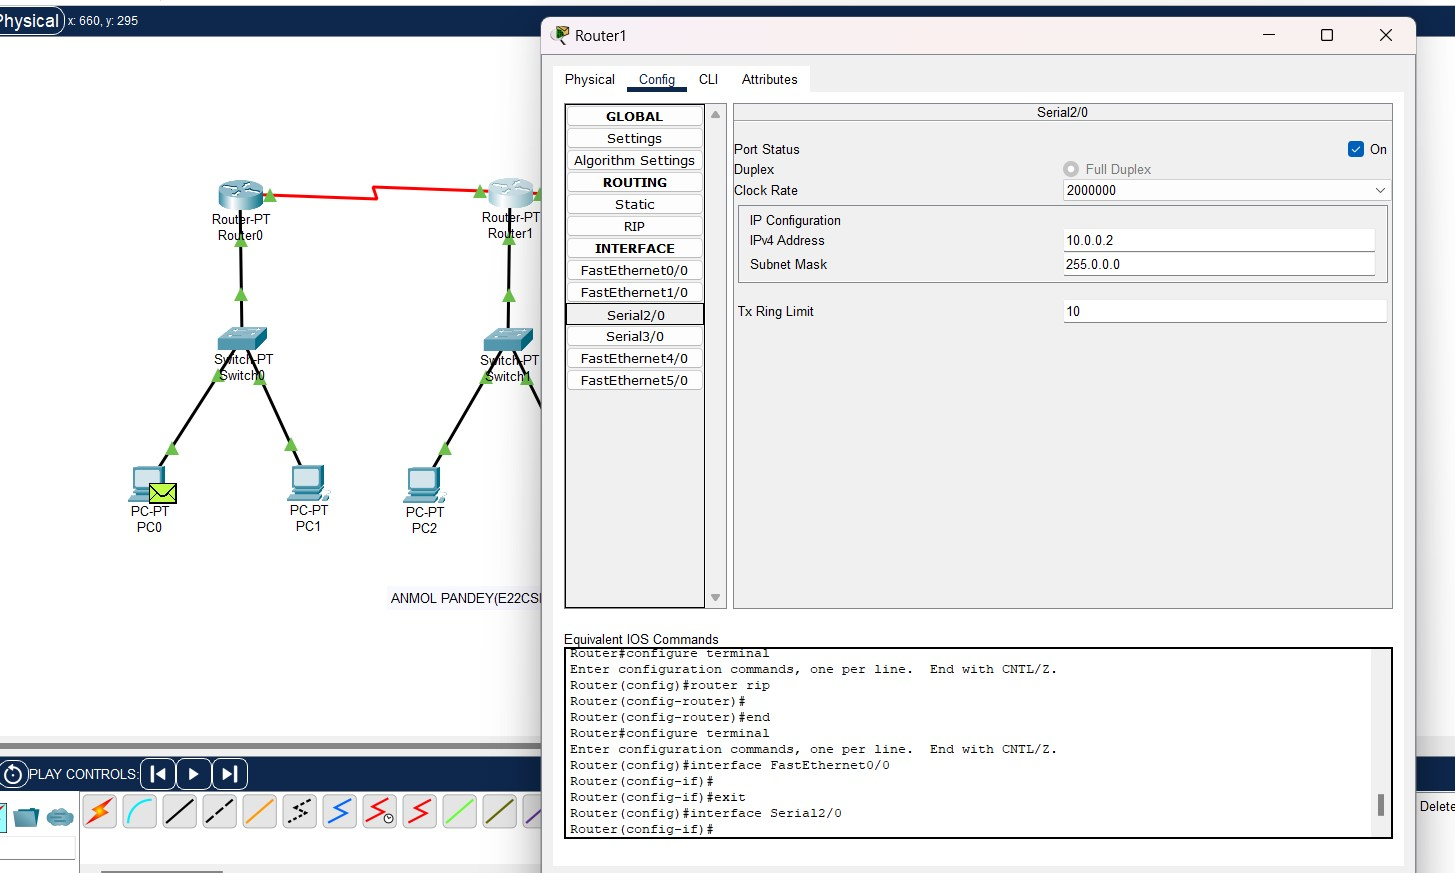 Physical x: 660, y: 295
Router-PT
Router0
Router-PT
Router1
Switch-PT
Switch0
Switch-PT
Switch1
PC-PT
PC0
PC-PT
PC1
PC-PT
PC2
ANMOL PANDEY(E22CS
PLAY CONTROLS:
Router1
Physical Config CLI Attributes
GLOBAL
Settings
Algorithm Settings
ROUTING
Static
RIP
INTERFACE
FastEthernet0/0
FastEthernet1/0
Serial2/0
Serial3/0
FastEthernet4/0
FastEthernet5/0
Serial2/0
Port Status On
Duplex Full Duplex
Clock Rate 2000000
IP Configuration
IPv4 Address 10.0.0.2
Subnet Mask 255.0.0.0
Tx Ring Limit 10
Equivalent IOS Commands
Router#configure terminal
Enter configuration commands, one per line.  End with CNTL/Z.
Router(config)#router rip
Router(config-router)#
Router(config-router)#end
Router#configure terminal
Enter configuration commands, one per line.  End with CNTL/Z.
Router(config)#interface FastEthernet0/0
Router(config-if)#
Router(config-if)#exit
Router(config)#interface Serial2/0
Router(config-if)#
Delete